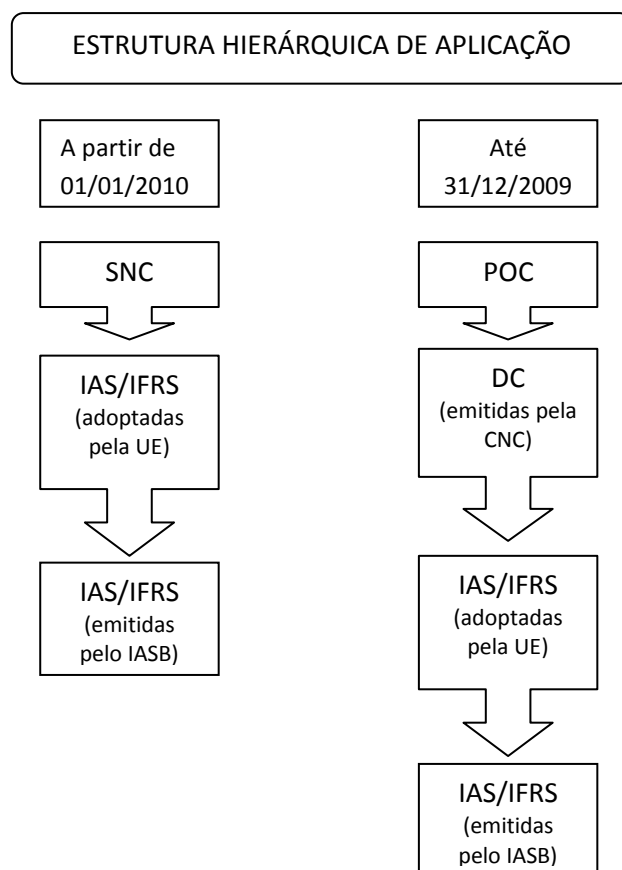 ESTRUTURA HIERÁRQUICA DE APLICAÇÃO
A partir de
01/01/2010
SNC
IAS/IFRS
(adoptadas
pela UE)
IAS/IFRS
(emitidas
pelo IASB)
Até
31/12/2009
POC
DC
(emitidas pela
CNC)
IAS/IFRS
(adoptadas
pela UE)
IAS/IFRS
(emitidas
pelo IASB)